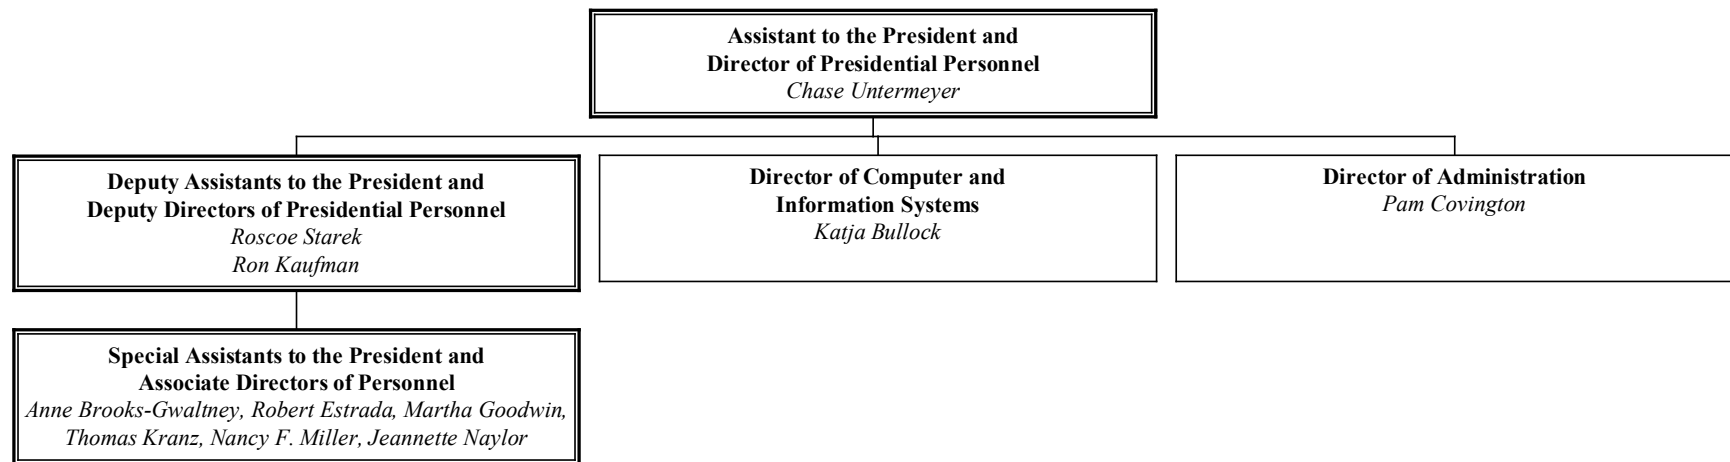 Assistant to the President and
Director of Presidential Personnel
Chase Untermeyer
Deputy Assistants to the President and
Deputy Directors of Presidential Personnel
Roscoe Starek
Ron Kaufman
Director of Computer and
Information Systems
Katja Bullock
Director of Administration
Pam Covington
Special Assistants to the President and
Associate Directors of Personnel
Anne Brooks-Gwaltney, Robert Estrada, Martha Goodwin,
Thomas Kranz, Nancy F. Miller, Jeannette Naylor